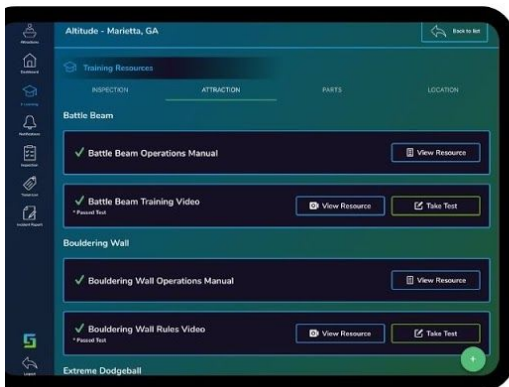 Altitude - Marietta, GA
Back to list
Attractions
Dashboard
E-Learning
Notifications
Inspection
Incident Report
Logout
Training Resources
INSPECTION
ATTRACTION
PARTS
LOCATION
Battle Beam
Battle Beam Operations Manual
View Resource
Battle Beam Training Video
* Passed Test
View Resource
Take Test
Bouldering Wall
Bouldering Wall Operations Manual
View Resource
Bouldering Wall Rules Video
* Passed Test
View Resource
Take Test
+
Extreme Dodgeball